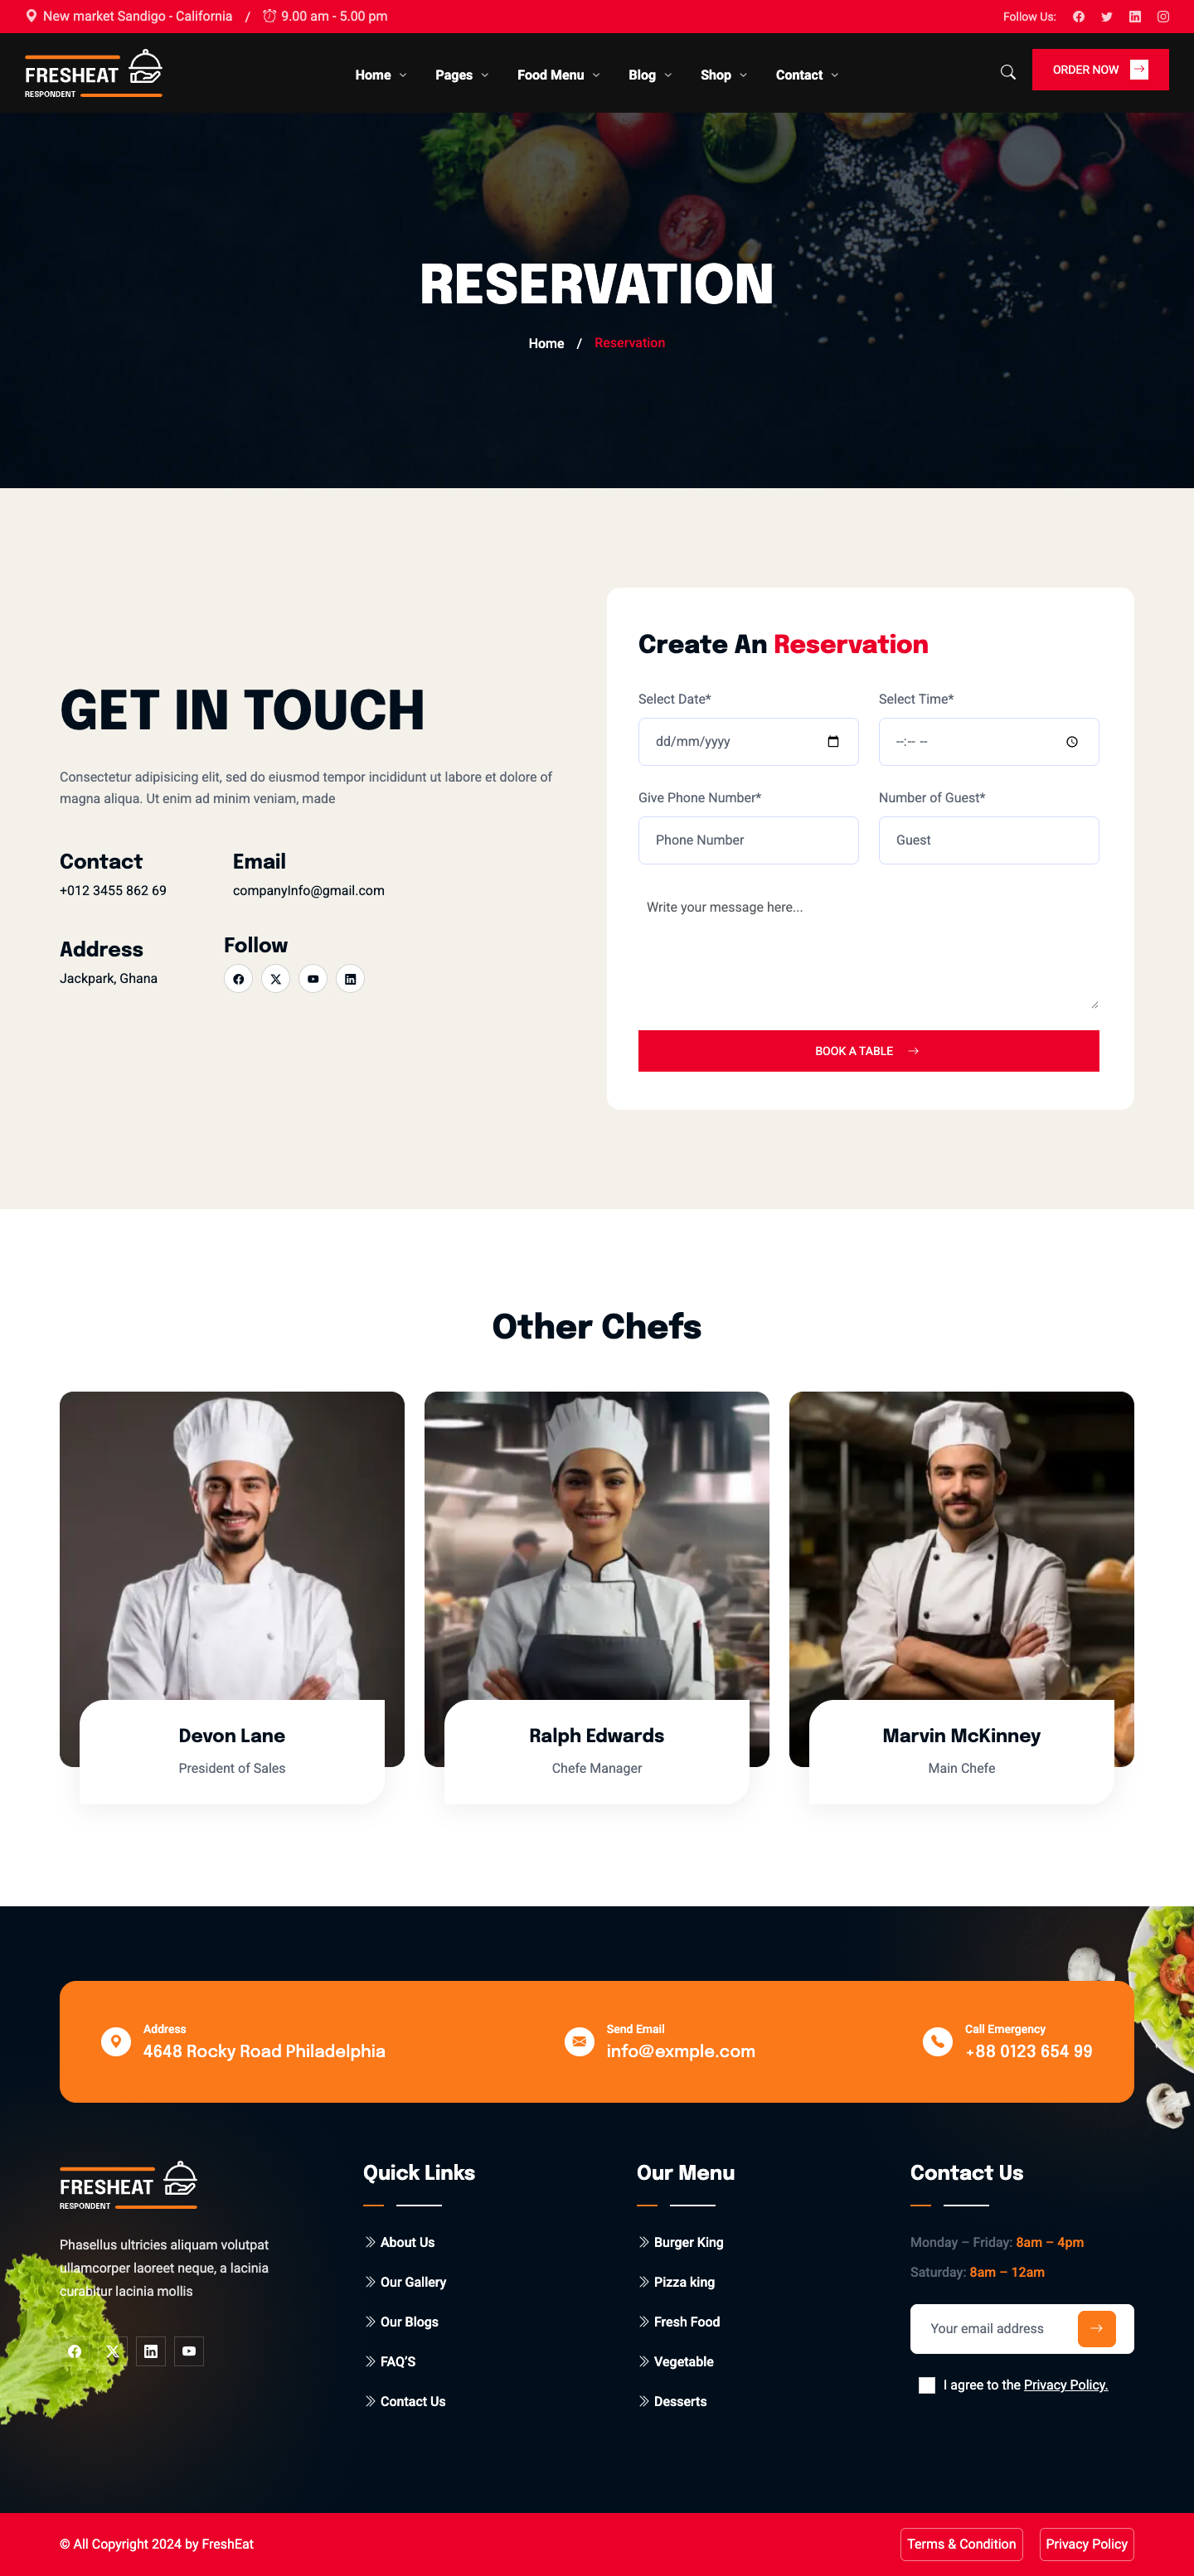 New market Sandigo - California / 9.00 am - 5.00 pm
Follow Us:
FRESHEAT
RESPONDENT
Home
Pages
Food Menu
Blog
Shop
Contact
ORDER NOW
RESERVATION
Home / Reservation
GET IN TOUCH
Consectetur adipisicing elit, sed do eiusmod tempor incididunt ut labore et dolore of
magna aliqua. Ut enim ad minim veniam, made
Contact
+012 3455 862 69
Email
companyInfo@gmail.com
Address
Jackpark, Ghana
Follow
Create An Reservation
Select Date*
Select Time*
dd/mm/yyyy
--:-- --
Give Phone Number*
Number of Guest*
Phone Number
Guest
Write your message here...
BOOK A TABLE
Other Chefs
Devon Lane
President of Sales
Ralph Edwards
Chefe Manager
Marvin McKinney
Main Chefe
Address
4648 Rocky Road Philadelphia
Send Email
info@exmple.com
Call Emergency
+88 0123 654 99
FRESHEAT
RESPONDENT
Phasellus ultricies aliquam volutpat
ullamcorper laoreet neque, a lacinia
curabitur lacinia mollis
Quick Links
About Us
Our Gallery
Our Blogs
FAQ'S
Contact Us
Our Menu
Burger King
Pizza king
Fresh Food
Vegetable
Desserts
Contact Us
Monday – Friday: 8am – 4pm
Saturday: 8am – 12am
Your email address
I agree to the Privacy Policy.
© All Copyright 2024 by FreshEat
Terms & Condition
Privacy Policy